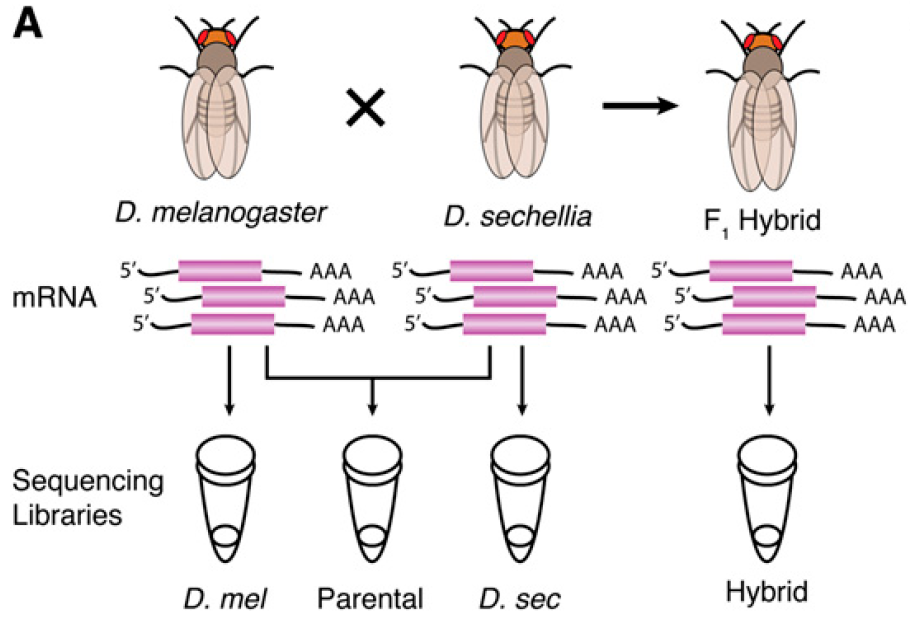 A
D. melanogaster
D. sechellia
F₁ Hybrid
mRNA
5′ AAA 5′ AAA 5′ AAA
5′ AAA 5′ AAA 5′ AAA
5′ AAA 5′ AAA 5′ AAA
Sequencing
Libraries
D. mel
Parental
D. sec
Hybrid